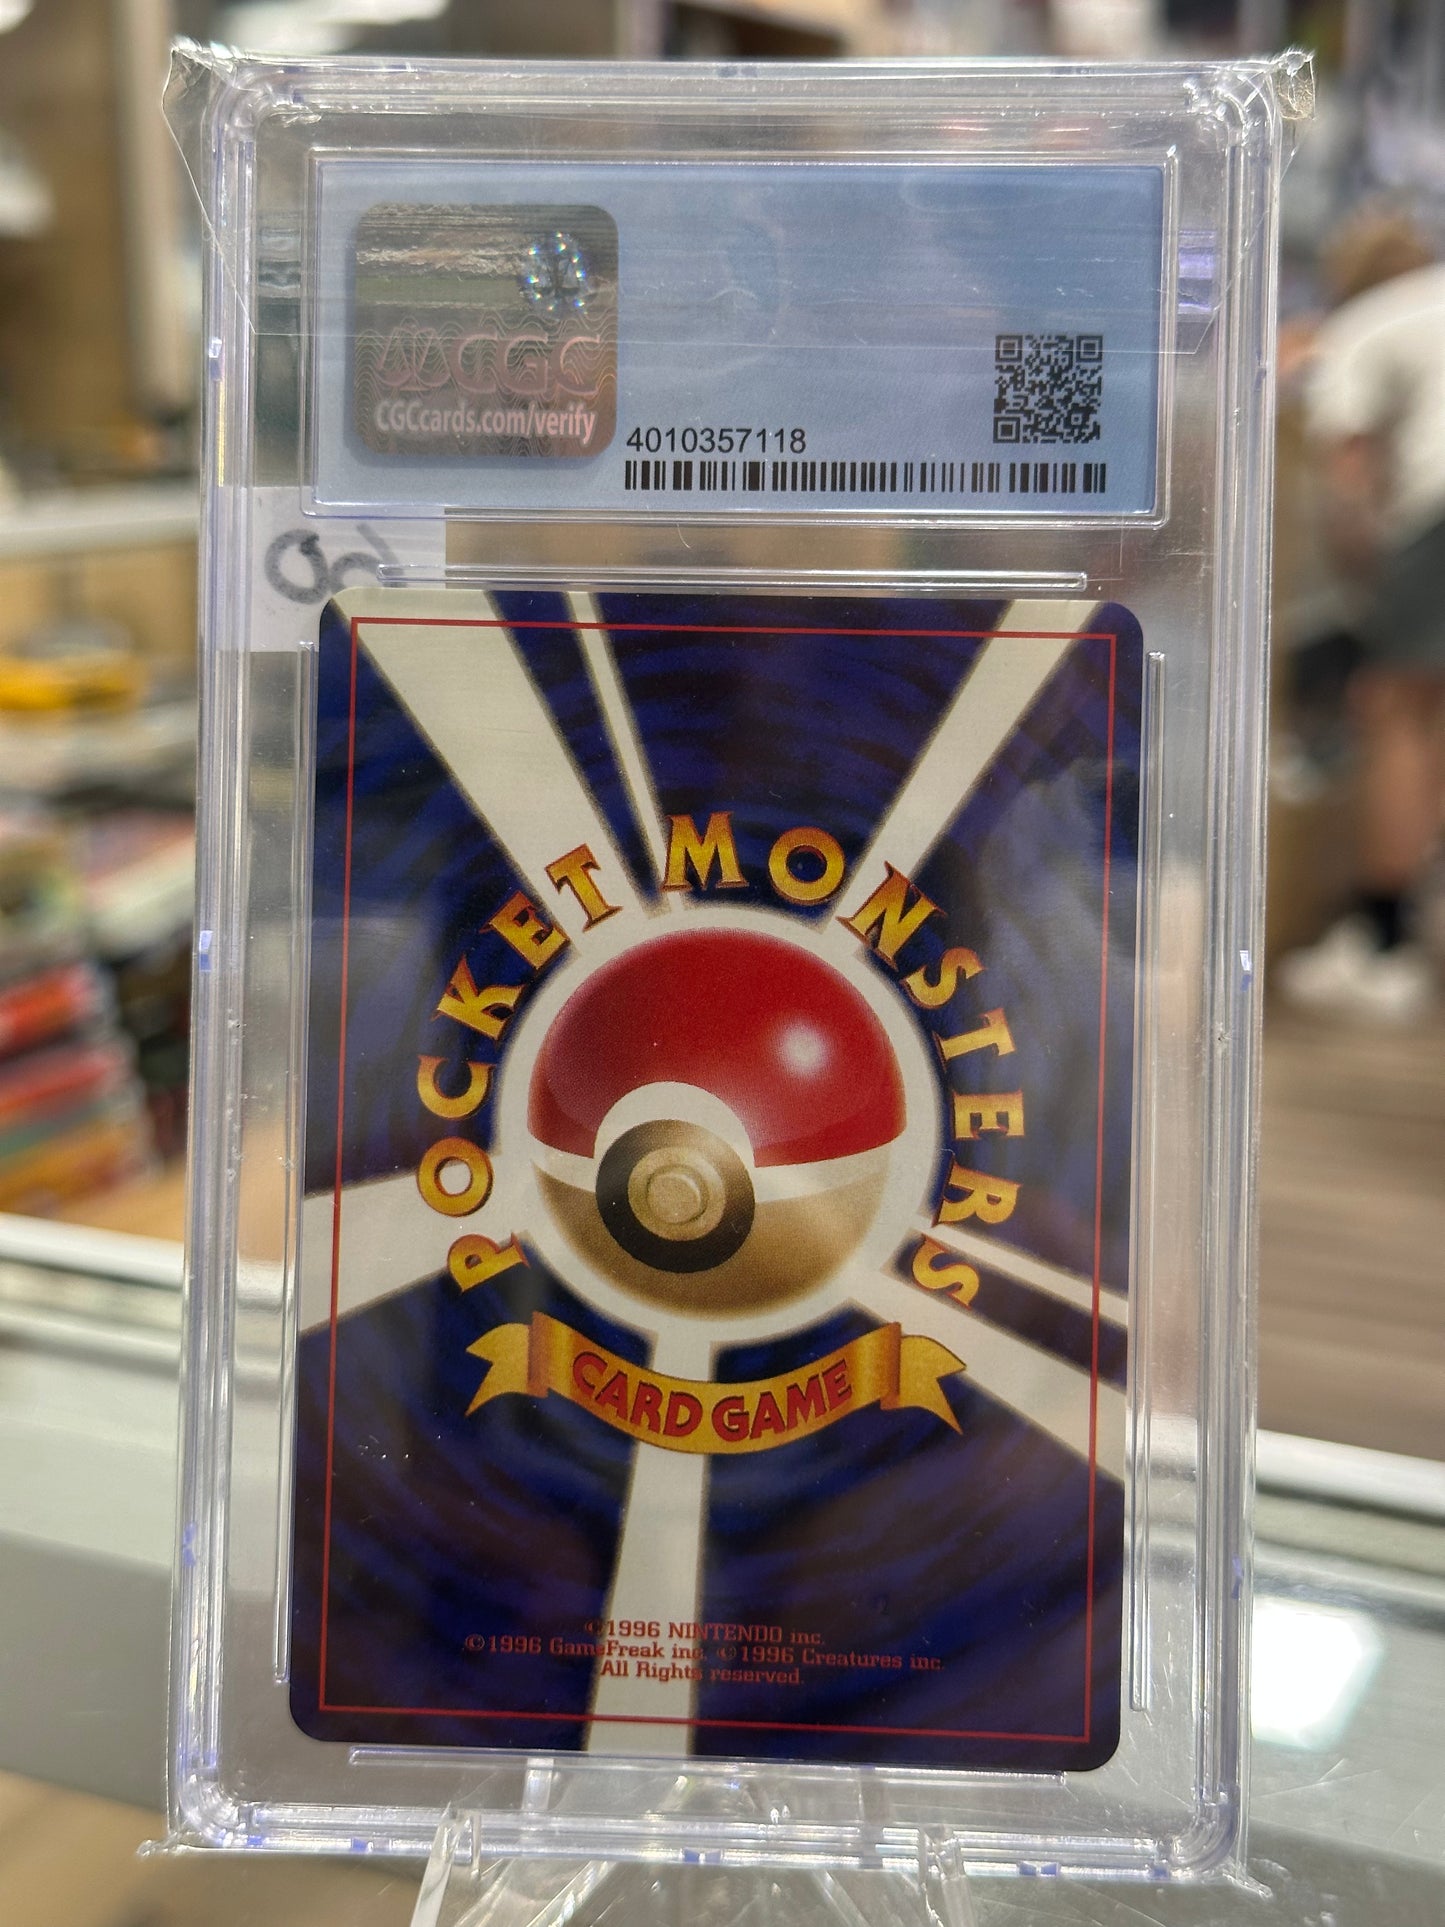 CGC
CGCcards.com/verify
4010357118
POCKET MONSTERS
CARD GAME
©1996 NINTENDO inc.
©1996 GameFreak inc. ©1996 Creatures inc.
All Rights reserved.